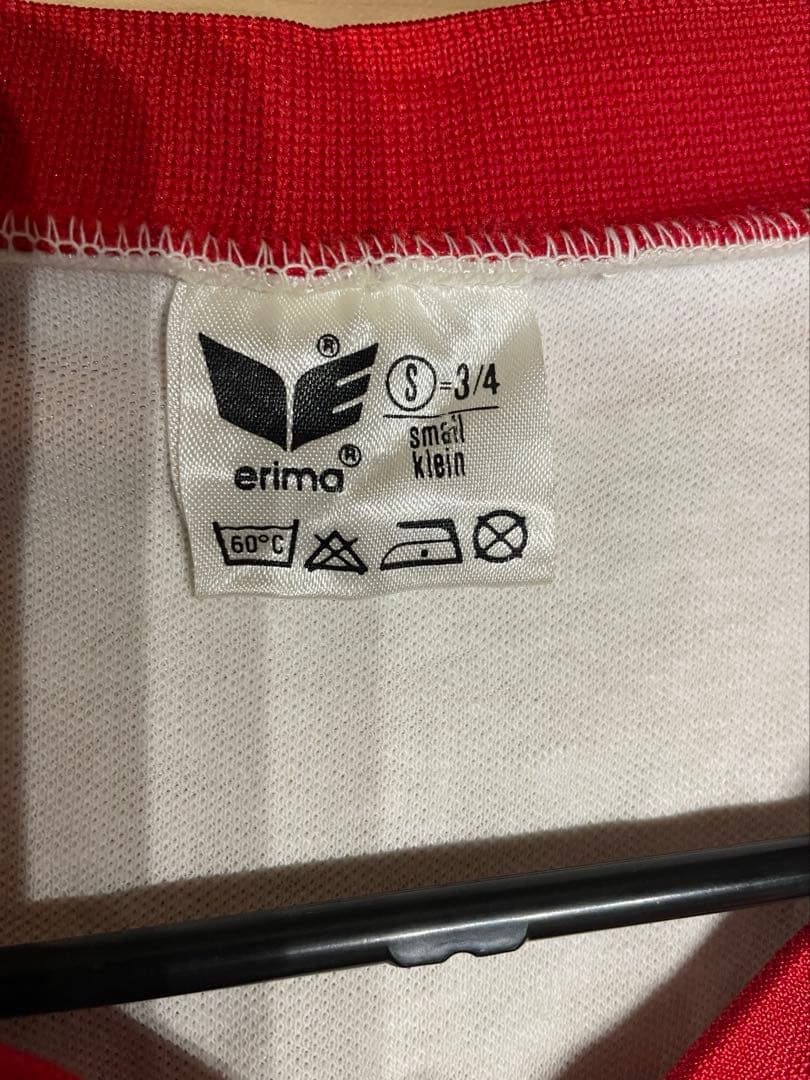 ®
erima®
Ⓢ=3/4
small
klein
60°C